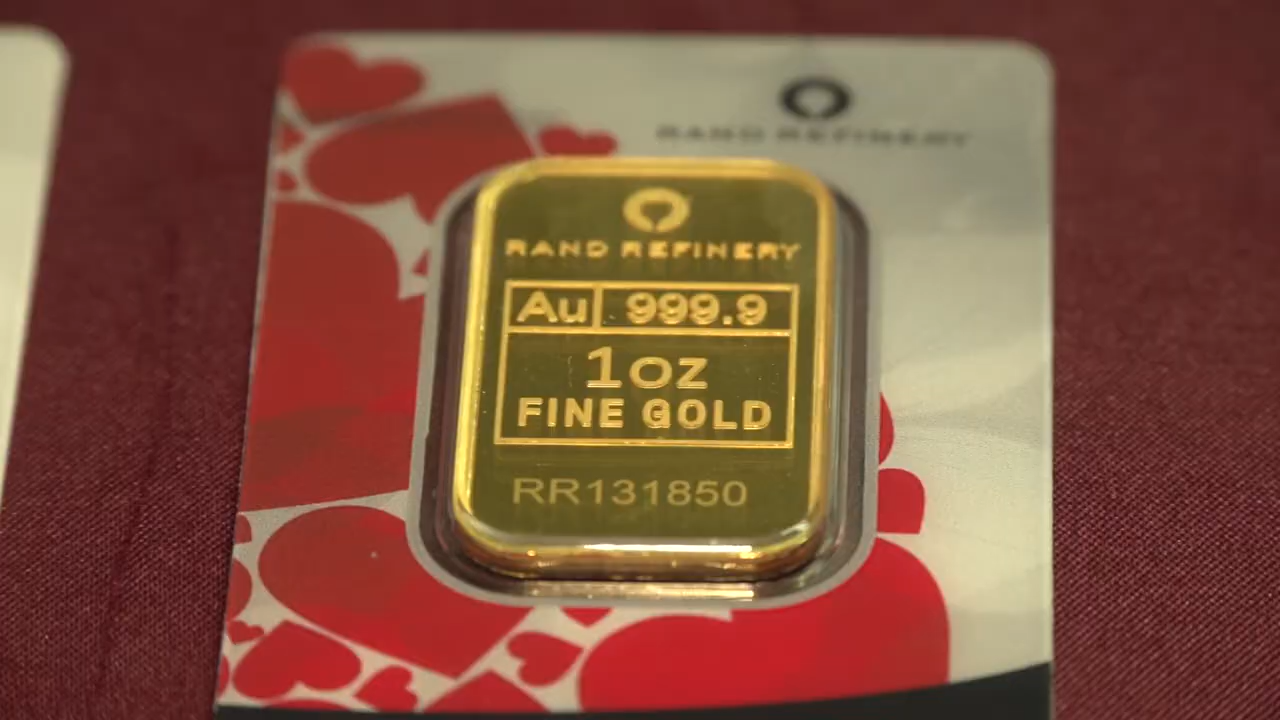 RAND REFINERY
RAND REFINERY
Au 999.9
1oz
FINE GOLD
RR131850